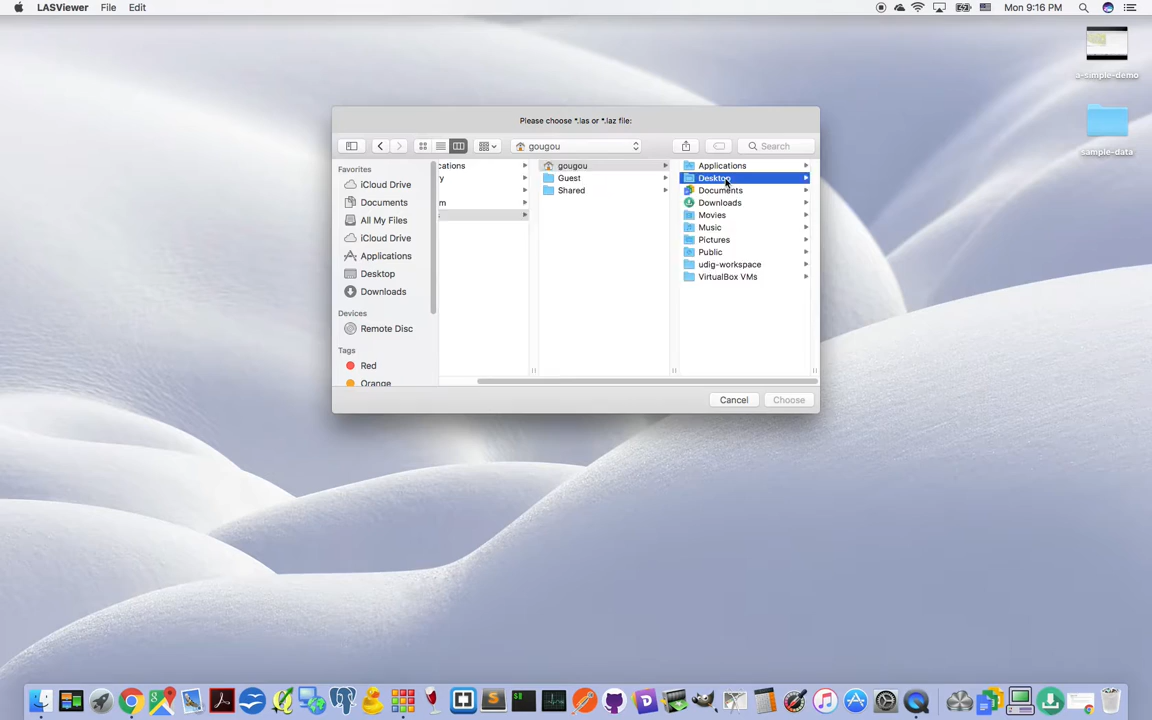 LASViewer File Edit Mon 9:16 PM
a-simple-demo
sample-data
Please choose *.las or *.laz file:
gougou
Search
Favorites
iCloud Drive
Documents
All My Files
iCloud Drive
Applications
Desktop
Downloads
Devices
Remote Disc
Tags
Red
Orange
cations
y
m
s
gougou
Guest
Shared
Applications
Desktop
Documents
Downloads
Movies
Music
Pictures
Public
udig-workspace
VirtualBox VMs
Cancel Choose